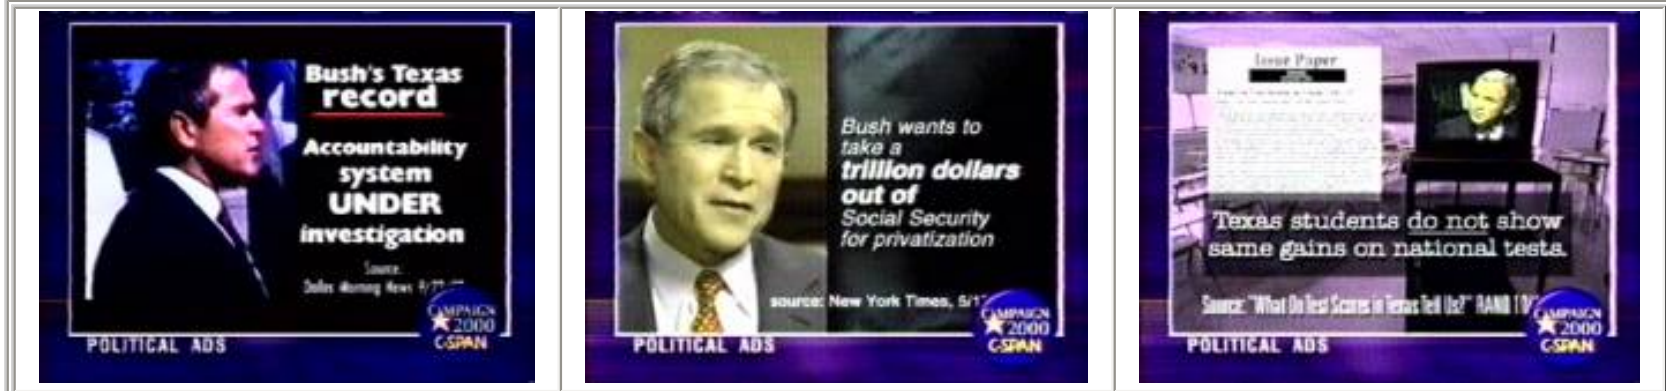 Bush's Texas
record
Accountability
system
UNDER
investigation
Source:
Dallas Morning News
CAMPAIGN
2000
C-SPAN
POLITICAL ADS
Bush wants to
take a
trillion dollars
out of
Social Security
for privatization
source: New York Times, 5/1
CAMPAIGN
2000
C-SPAN
POLITICAL ADS
Issue Paper
Texas students do not show
same gains on national tests.
Source: "What Do Test Scores in Texas Tell Us?" RAND 10/
CAMPAIGN
2000
C-SPAN
POLITICAL ADS